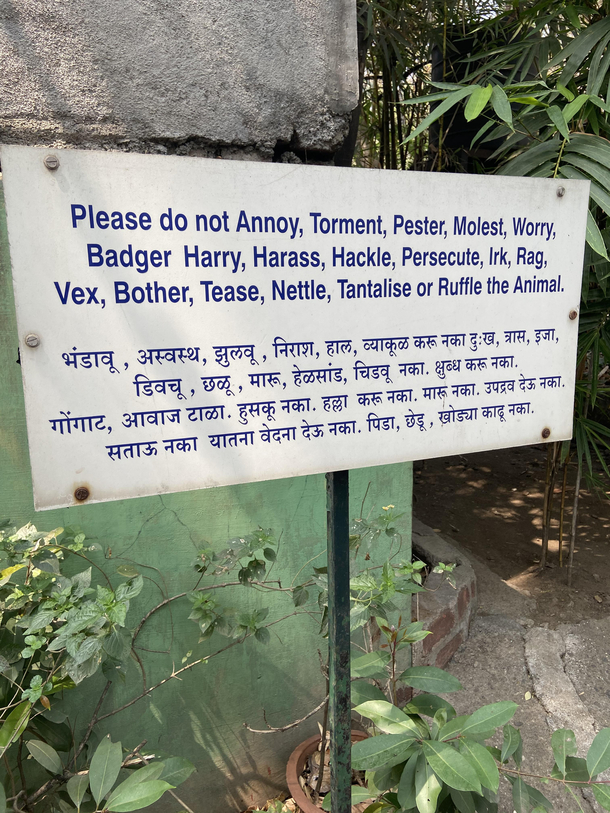 Please do not Annoy, Torment, Pester, Molest, Worry,
Badger Harry, Harass, Hackle, Persecute, Irk, Rag,
Vex, Bother, Tease, Nettle, Tantalise or Ruffle the Animal.
भंडावू , अस्वस्थ, झुलवू , निराश, हाल, व्याकूळ करू नका दुःख, त्रास, इजा,
डिवचू , छळू , मारू, हेळसांड, चिडवू नका. क्षुब्ध करू नका.
गोंगाट, आवाज टाळा. हुसकू नका. हल्ला करू नका. मारू नका. उपद्रव देऊ नका.
सताऊ नका यातना वेदना देऊ नका. पिडा, छेडू , खोड्या काढू नका.